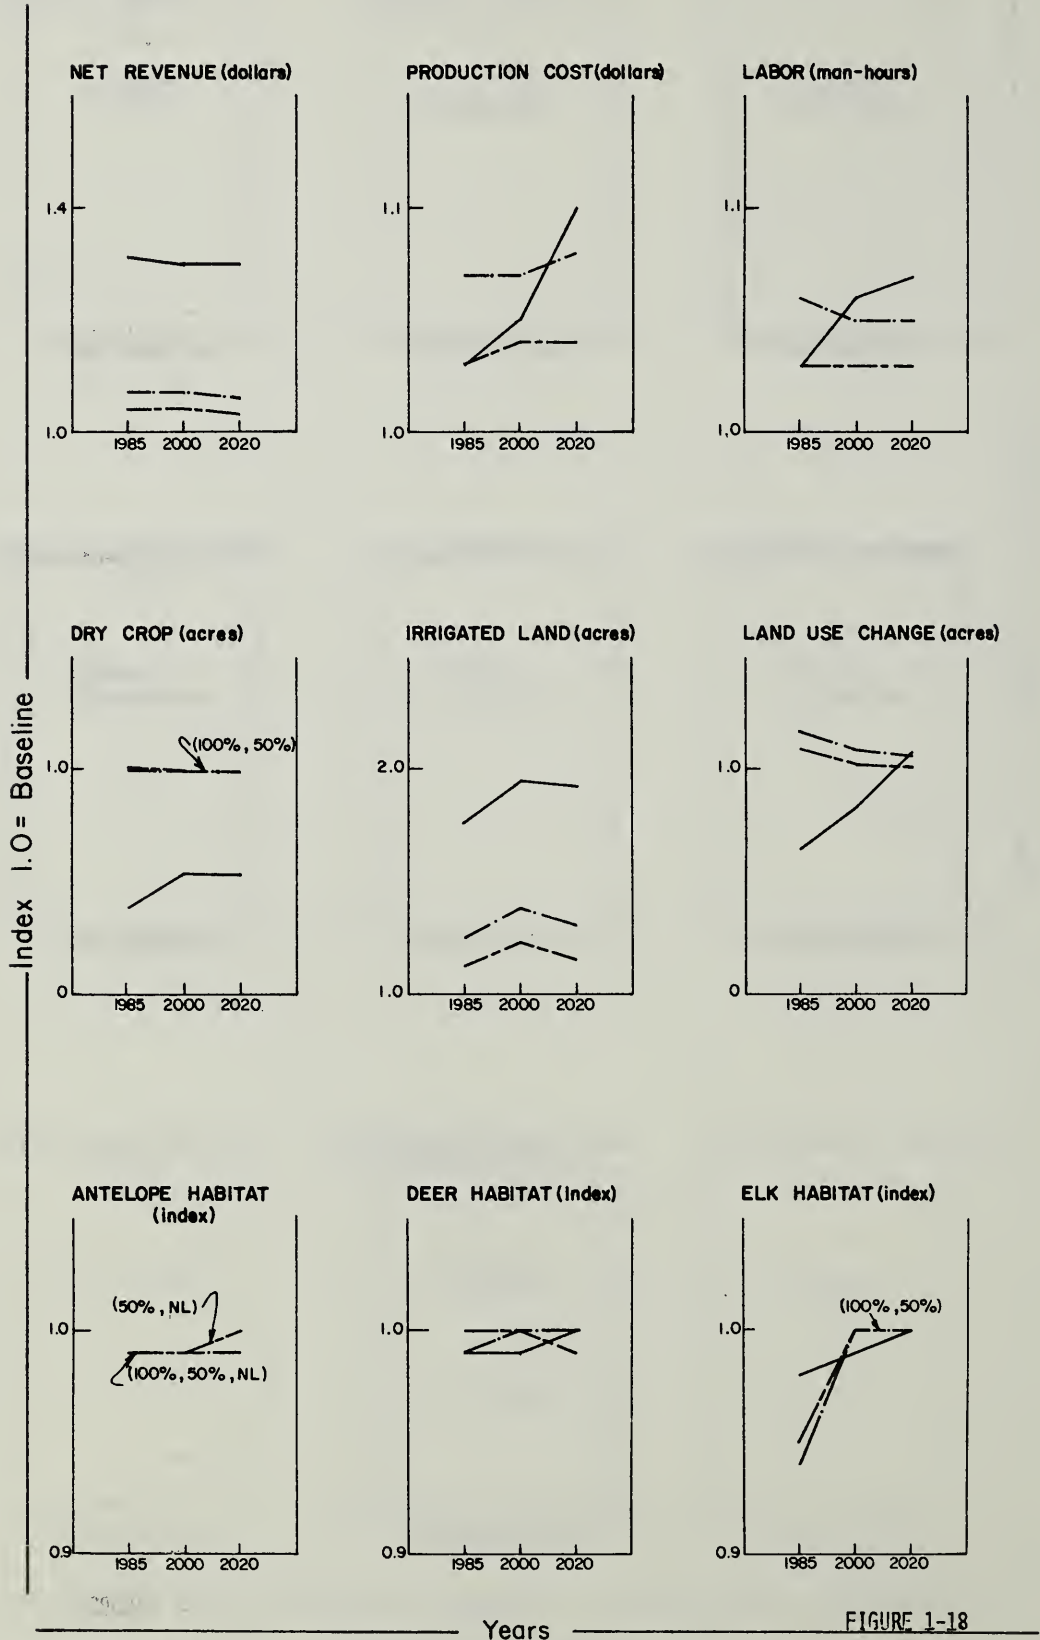 NET REVENUE (dollars)
PRODUCTION COST (dollars)
LABOR (man-hours)
1.4
1.0
1985 2000 2020
1.1
1.0
1985 2000 2020
1.1
1.0
1985 2000 2020
Index 1.0 = Baseline
DRY CROP (acres)
IRRIGATED LAND (acres)
LAND USE CHANGE (acres)
(100%, 50%)
1.0
0
1985 2000 2020
2.0
1.0
1985 2000 2020
1.0
0
1985 2000 2020
ANTELOPE HABITAT
(index)
DEER HABITAT (index)
ELK HABITAT (index)
(50%, NL)
(100%, 50%, NL)
1.0
0.9
1985 2000 2020
1.0
0.9
1985 2000 2020
(100%, 50%)
1.0
0.9
1985 2000 2020
Years
FIGURE 1-18